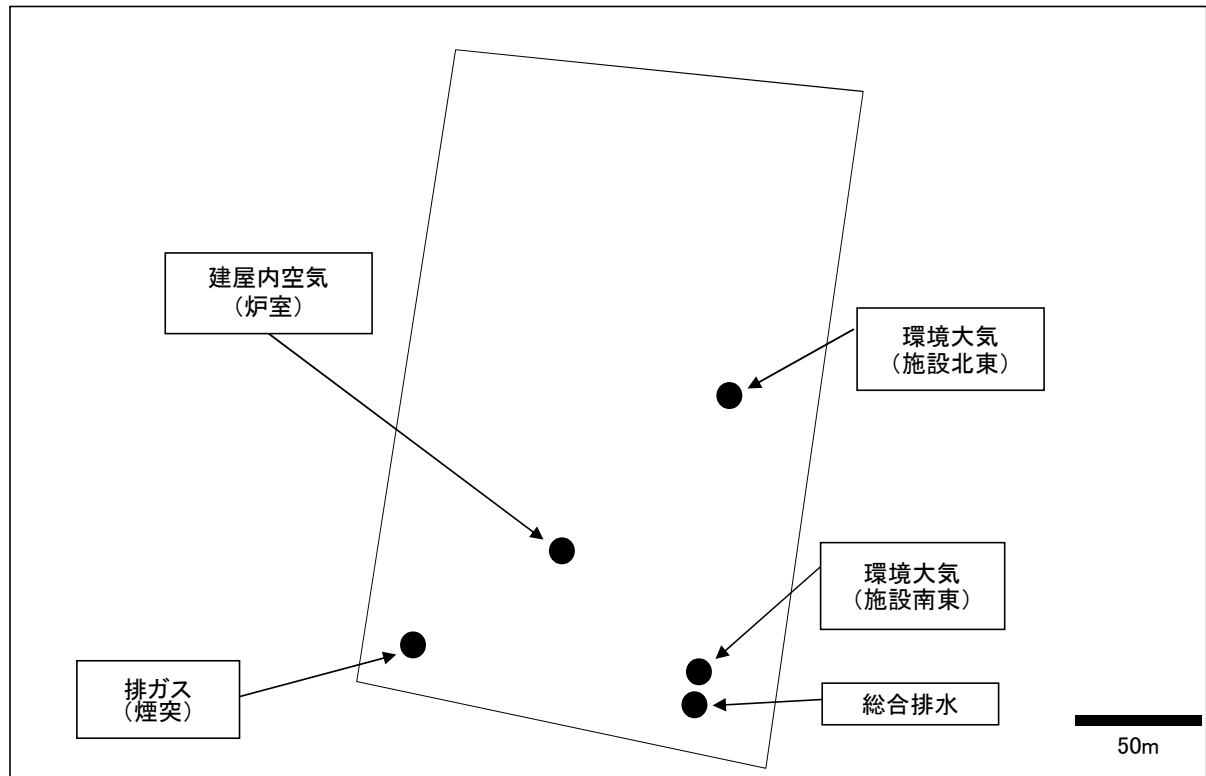 建屋内空気
（炉室）
環境大気
（施設北東）
環境大気
（施設南東）
排ガス
（煙突）
総合排水
50m